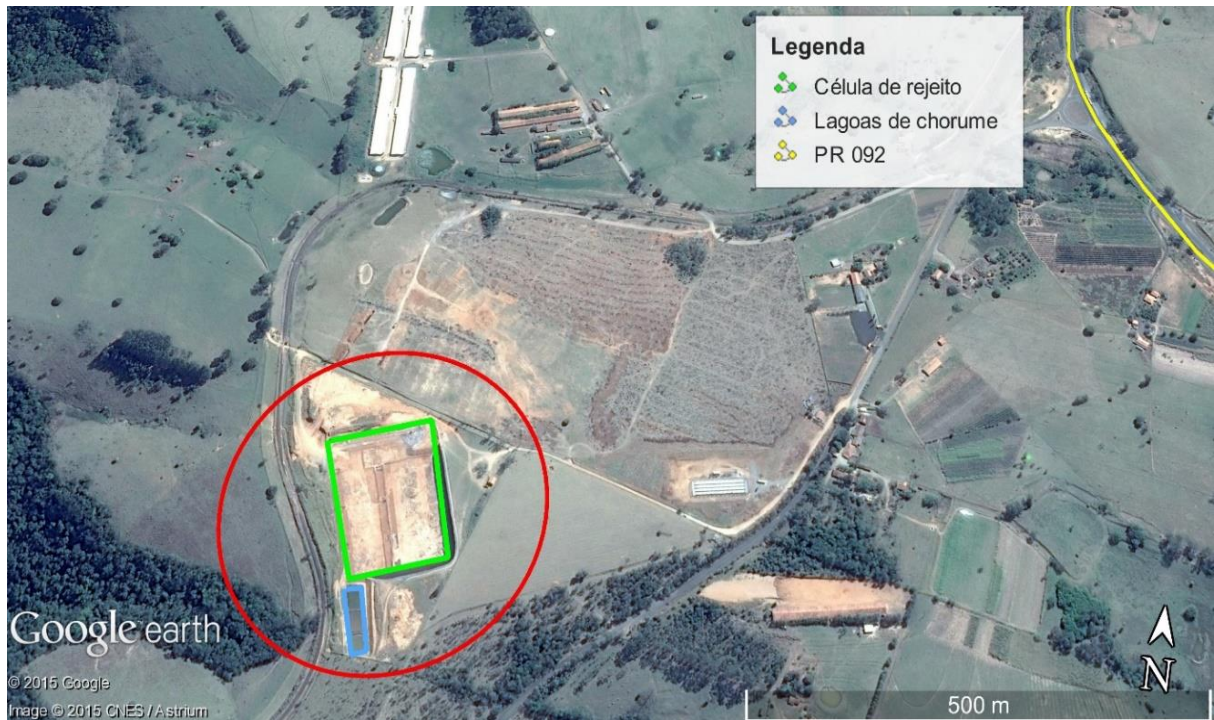 Legenda
Célula de rejeito
Lagoas de chorume
PR 092
Google earth
© 2015 Google
Image © 2015 CNES / Astrium
N
500 m